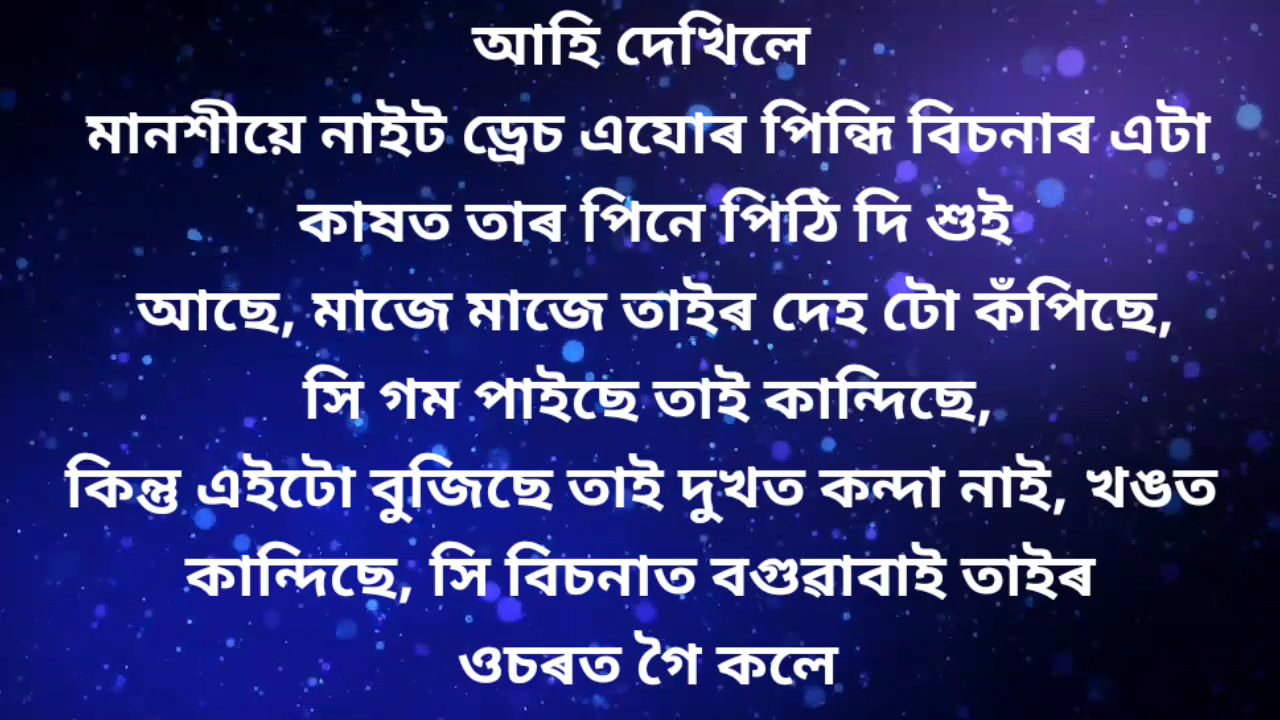 আহি দেখিলে
মানশীয়ে নাইট ড্ৰেচ এযোৰ পিন্ধি বিচনাৰ এটা
কাষত তাৰ পিনে পিঠি দি শুই
আছে, মাজে মাজে তাইৰ দেহ টো কঁপিছে,
সি গম পাইছে তাই কান্দিছে,
কিন্তু এইটো বুজিছে তাই দুখত কন্দা নাই, খঙত
কান্দিছে, সি বিচনাত বগুৱাবাই তাইৰ
ওচৰত গৈ কলে